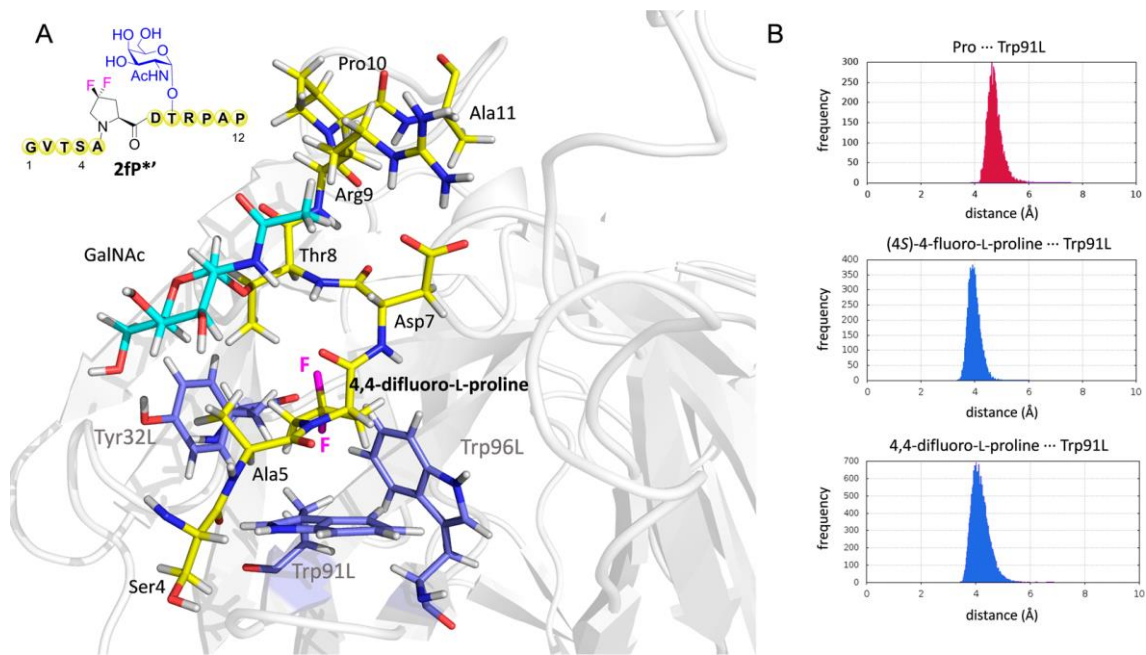 A
HO OH
HO
AcHN
O
O
F F
N
O
D T R P A P
12
G V T S A
1 4
2fP*'
Pro10
Ala11
Arg9
GalNAc
Thr8
Asp7
F
4,4-difluoro-L-proline
F
Tyr32L
Trp96L
Ala5
Trp91L
Ser4
B
Pro ··· Trp91L
300
250
200
150
100
50
0
frequency
0 2 4 6 8 10
distance (Å)
(4S)-4-fluoro-L-proline ··· Trp91L
400
350
300
250
200
150
100
50
0
frequency
0 2 4 6 8 10
distance (Å)
4,4-difluoro-L-proline ··· Trp91L
700
600
500
400
300
200
100
0
frequency
0 2 4 6 8 10
distance (Å)